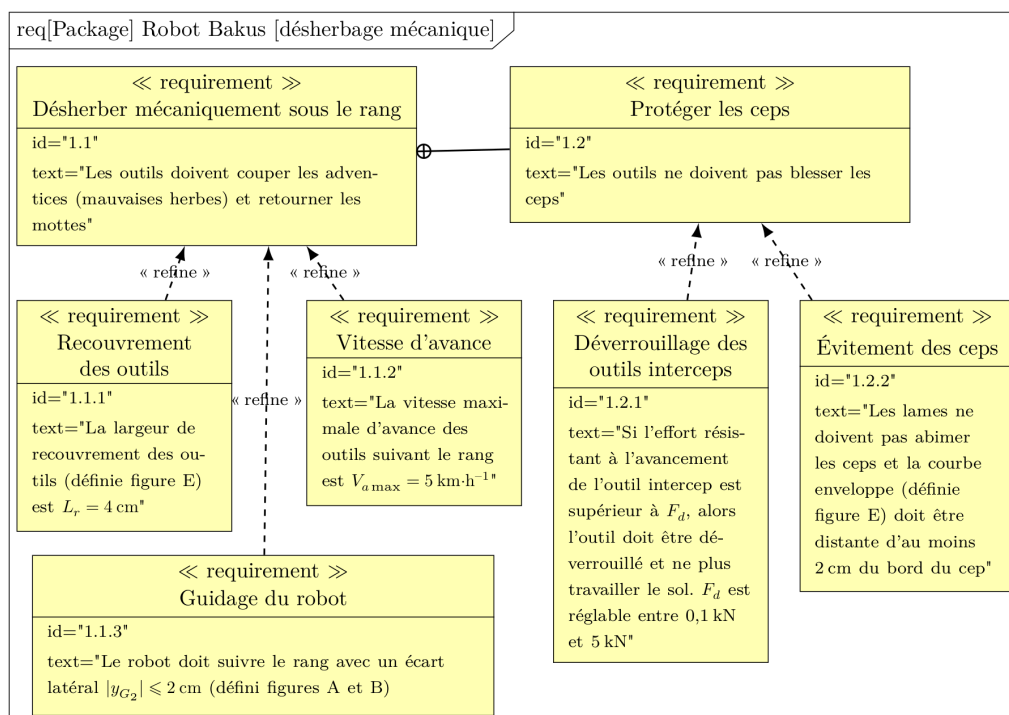 req[Package] Robot Bakus [désherbage mécanique]
≪ requirement ≫
Désherber mécaniquement sous le rang
id="1.1"
text="Les outils doivent couper les adven-
tices (mauvaises herbes) et retourner les
mottes"
≪ requirement ≫
Protéger les ceps
id="1.2"
text="Les outils ne doivent pas blesser les
ceps"
« refine »
« refine »
« refine »
« refine »
≪ requirement ≫
Recouvrement
des outils
id="1.1.1"
text="La largeur de
recouvrement des ou-
tils (définie figure E)
est L_r = 4 cm"
« refine »
≪ requirement ≫
Vitesse d'avance
id="1.1.2"
text="La vitesse maxi-
male d'avance des
outils suivant le rang
est V_{a max} = 5 km·h⁻¹"
≪ requirement ≫
Déverrouillage des
outils interceps
id="1.2.1"
text="Si l'effort résis-
tant à l'avancement
de l'outil intercep est
supérieur à F_d, alors
l'outil doit être dé-
verrouillé et ne plus
travailler le sol. F_d est
réglable entre 0,1 kN
et 5 kN"
≪ requirement ≫
Évitement des ceps
id="1.2.2"
text="Les lames ne
doivent pas abimer
les ceps et la courbe
enveloppe (définie
figure E) doit être
distante d'au moins
2 cm du bord du cep"
≪ requirement ≫
Guidage du robot
id="1.1.3"
text="Le robot doit suivre le rang avec un écart
latéral |y_{G_2}| ⩽ 2 cm (défini figures A et B)